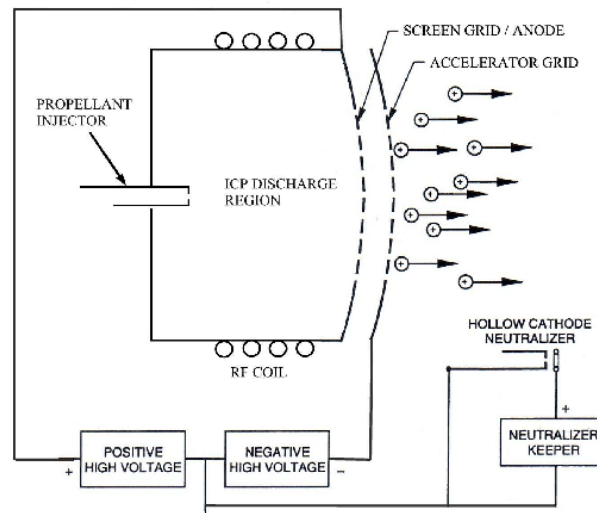 SCREEN GRID / ANODE
ACCELERATOR GRID
PROPELLANT
INJECTOR
ICP DISCHARGE
REGION
RF COIL
HOLLOW CATHODE
NEUTRALIZER
+
POSITIVE
HIGH VOLTAGE
NEGATIVE
HIGH VOLTAGE
–
+
NEUTRALIZER
KEEPER